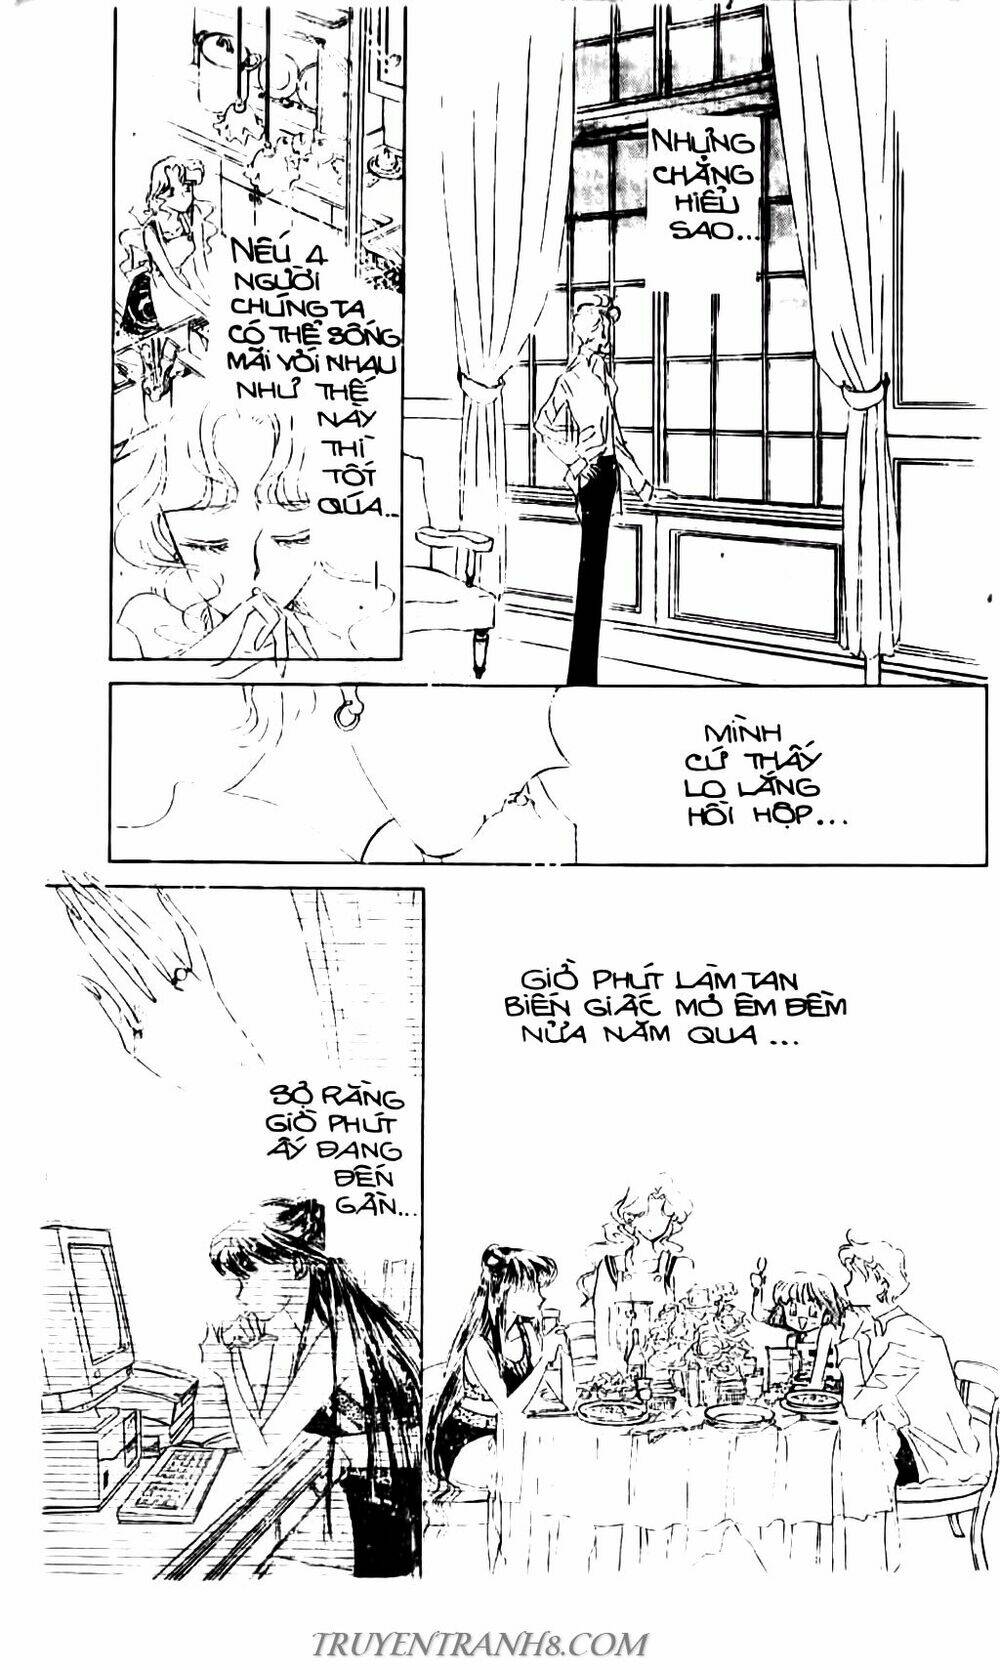 NẾU 4
NGƯỜI
CHÚNG TA
CÓ THỂ SỐNG
MÃI VỚI NHAU
NHƯ THẾ
NÀY
THÌ
TỐT
QÚA...
NHƯNG
CHẲNG
HIỂU
SAO...
MÌNH
CỨ THẤY
LO LẮNG
HỒI HỘP...
GIỜ PHÚT LÀM TAN
BIẾN GIẤC MƠ ÊM ĐỀM
NỬA NĂM QUA...
SỢ RẰNG
GIỜ PHÚT
ẤY ĐANG
ĐẾN
GẦN...
TRUYENTRANH8.COM